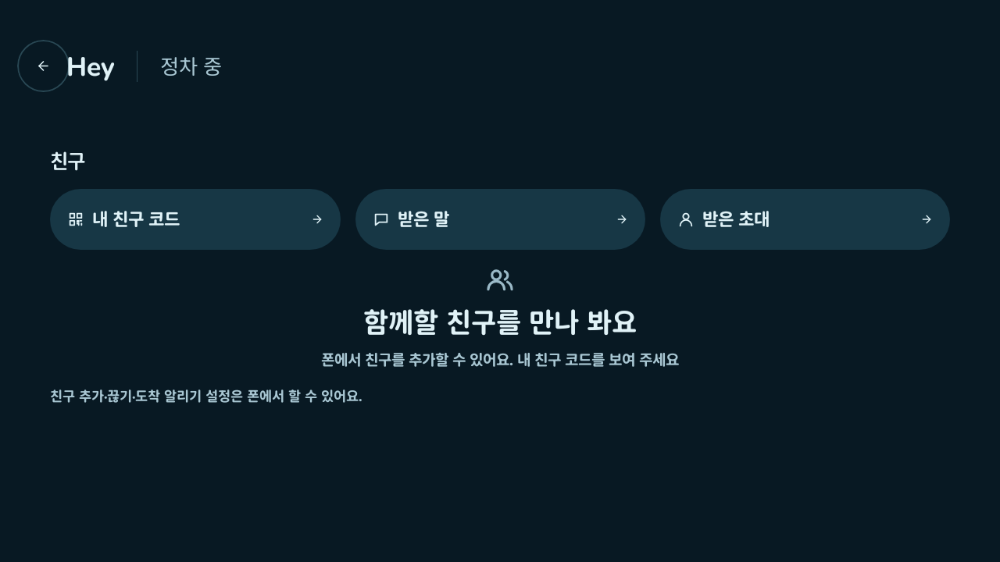 Hey
정차 중
친구
내 친구 코드
받은 말
받은 초대
함께할 친구를 만나 봐요
폰에서 친구를 추가할 수 있어요. 내 친구 코드를 보여 주세요
친구 추가·끊기·도착 알리기 설정은 폰에서 할 수 있어요.